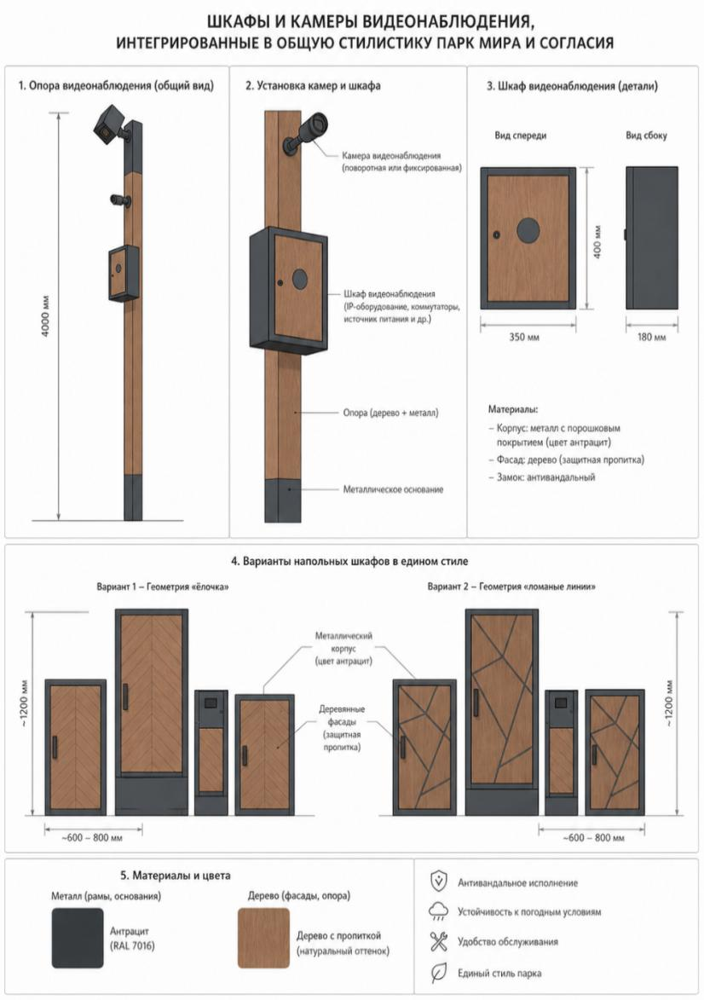 ШКАФЫ И КАМЕРЫ ВИДЕОНАБЛЮДЕНИЯ,
ИНТЕГРИРОВАННЫЕ В ОБЩУЮ СТИЛИСТИКУ ПАРК МИРА И СОГЛАСИЯ
1. Опора видеонаблюдения (общий вид)
4000 мм
2. Установка камер и шкафа
Камера видеонаблюдения
(поворотная или фиксированная)
Шкаф видеонаблюдения
(IP-оборудование, коммутаторы,
источник питания и др.)
Опора (дерево + металл)
Металлическое основание
3. Шкаф видеонаблюдения (детали)
Вид спереди
Вид сбоку
400 мм
350 мм
180 мм
Материалы:
– Корпус: металл с порошковым
покрытием (цвет антрацит)
– Фасад: дерево (защитная пропитка)
– Замок: антивандальный
4. Варианты напольных шкафов в едином стиле
Вариант 1 – Геометрия «ёлочка»
Вариант 2 – Геометрия «ломаные линии»
~1200 мм
Металлический
корпус
(цвет антрацит)
Деревянные
фасады
(защитная
пропитка)
~1200 мм
~600 – 800 мм
~600 – 800 мм
5. Материалы и цвета
Металл (рамы, основания)
Антрацит
(RAL 7016)
Дерево (фасады, опора)
Дерево с пропиткой
(натуральный оттенок)
Антивандальное исполнение
Устойчивость к погодным условиям
Удобство обслуживания
Единый стиль парка